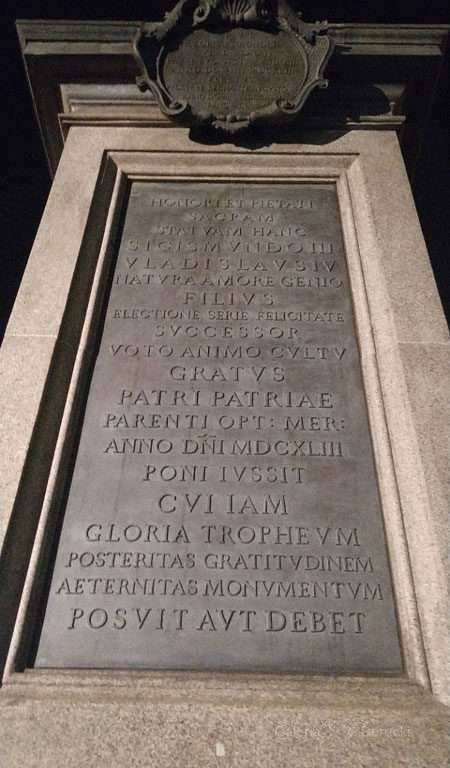 HONORI ET PIETATI
SACRAM
STATVAM HANC
SIGISMVNDO III
VLADISLAVS IV
NATVRA AMORE GENIO
FILIVS
ELECTIONE SERIE FELICITATE
SVCCESSOR
VOTO ANIMO CVLTV
GRATVS
PATRI PATRIAE
PARENTI OPT: MER:
ANNO DÑI MDCXLIII
PONI IVSSIT
CVI IAM
GLORIA TROPHEVM
POSTERITAS GRATITVDINEM
AETERNITAS MONVMENTVM
POSVIT AVT DEBET